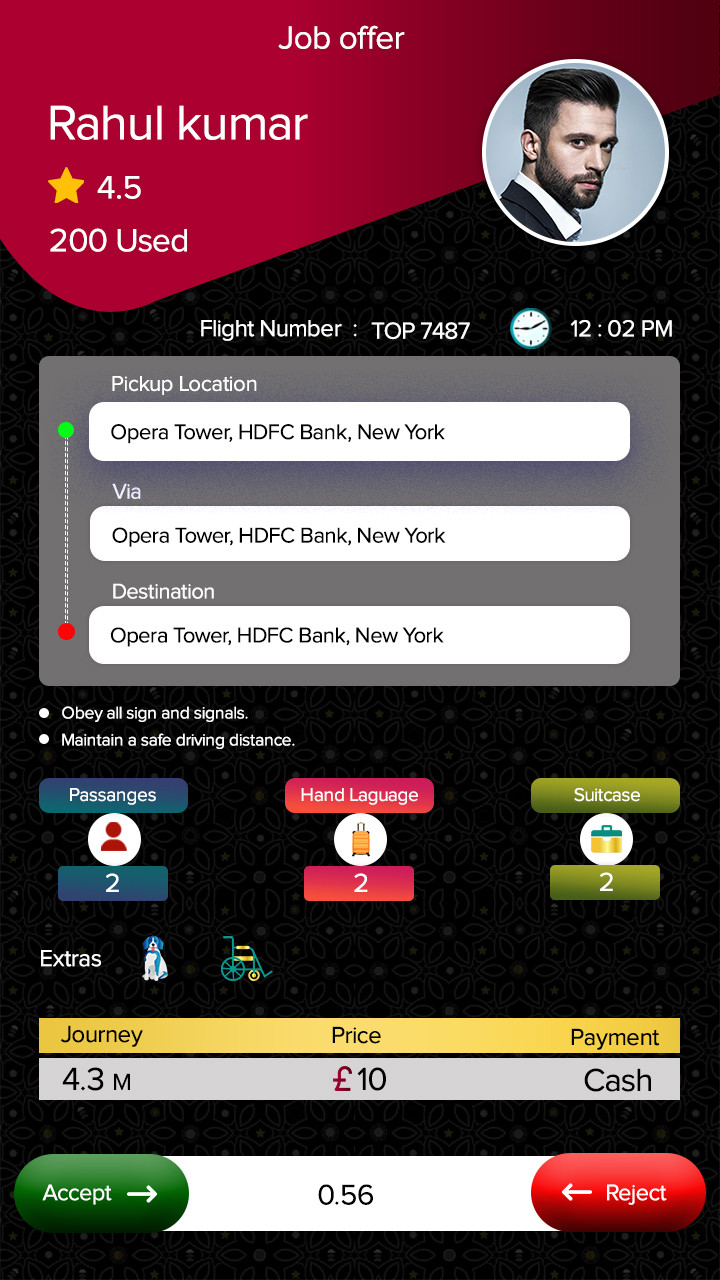 Job offer
Rahul kumar
4.5
200 Used
Flight Number : TOP 7487 12 : 02 PM
Pickup Location
Opera Tower, HDFC Bank, New York
Via
Opera Tower, HDFC Bank, New York
Destination
Opera Tower, HDFC Bank, New York
Obey all sign and signals.
Maintain a safe driving distance.
Passanges Hand Laguage Suitcase
2 2 2
Extras
Journey Price Payment
4.3 M £10 Cash
Accept → 0.56 ← Reject